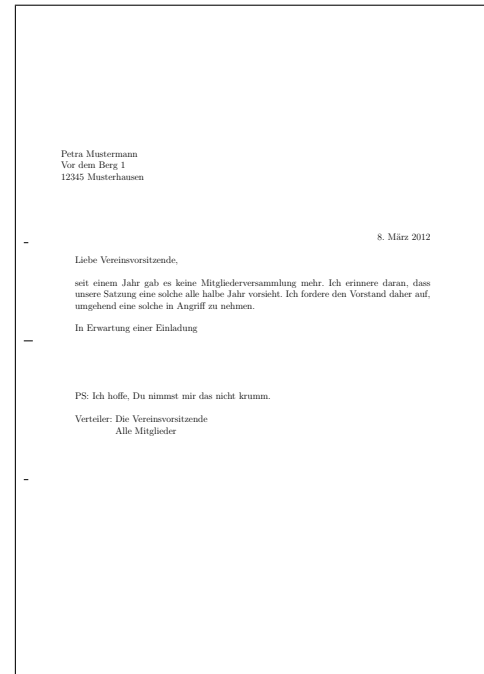 Petra Mustermann
Vor dem Berg 1
12345 Musterhausen
8. März 2012
Liebe Vereinsvorsitzende,
seit einem Jahr gab es keine Mitgliederversammlung mehr. Ich erinnere daran, dass
unsere Satzung eine solche alle halbe Jahr vorsieht. Ich fordere den Vorstand daher auf,
umgehend eine solche in Angriff zu nehmen.
In Erwartung einer Einladung
PS: Ich hoffe, Du nimmst mir das nicht krumm.
Verteiler: Die Vereinsvorsitzende
Alle Mitglieder